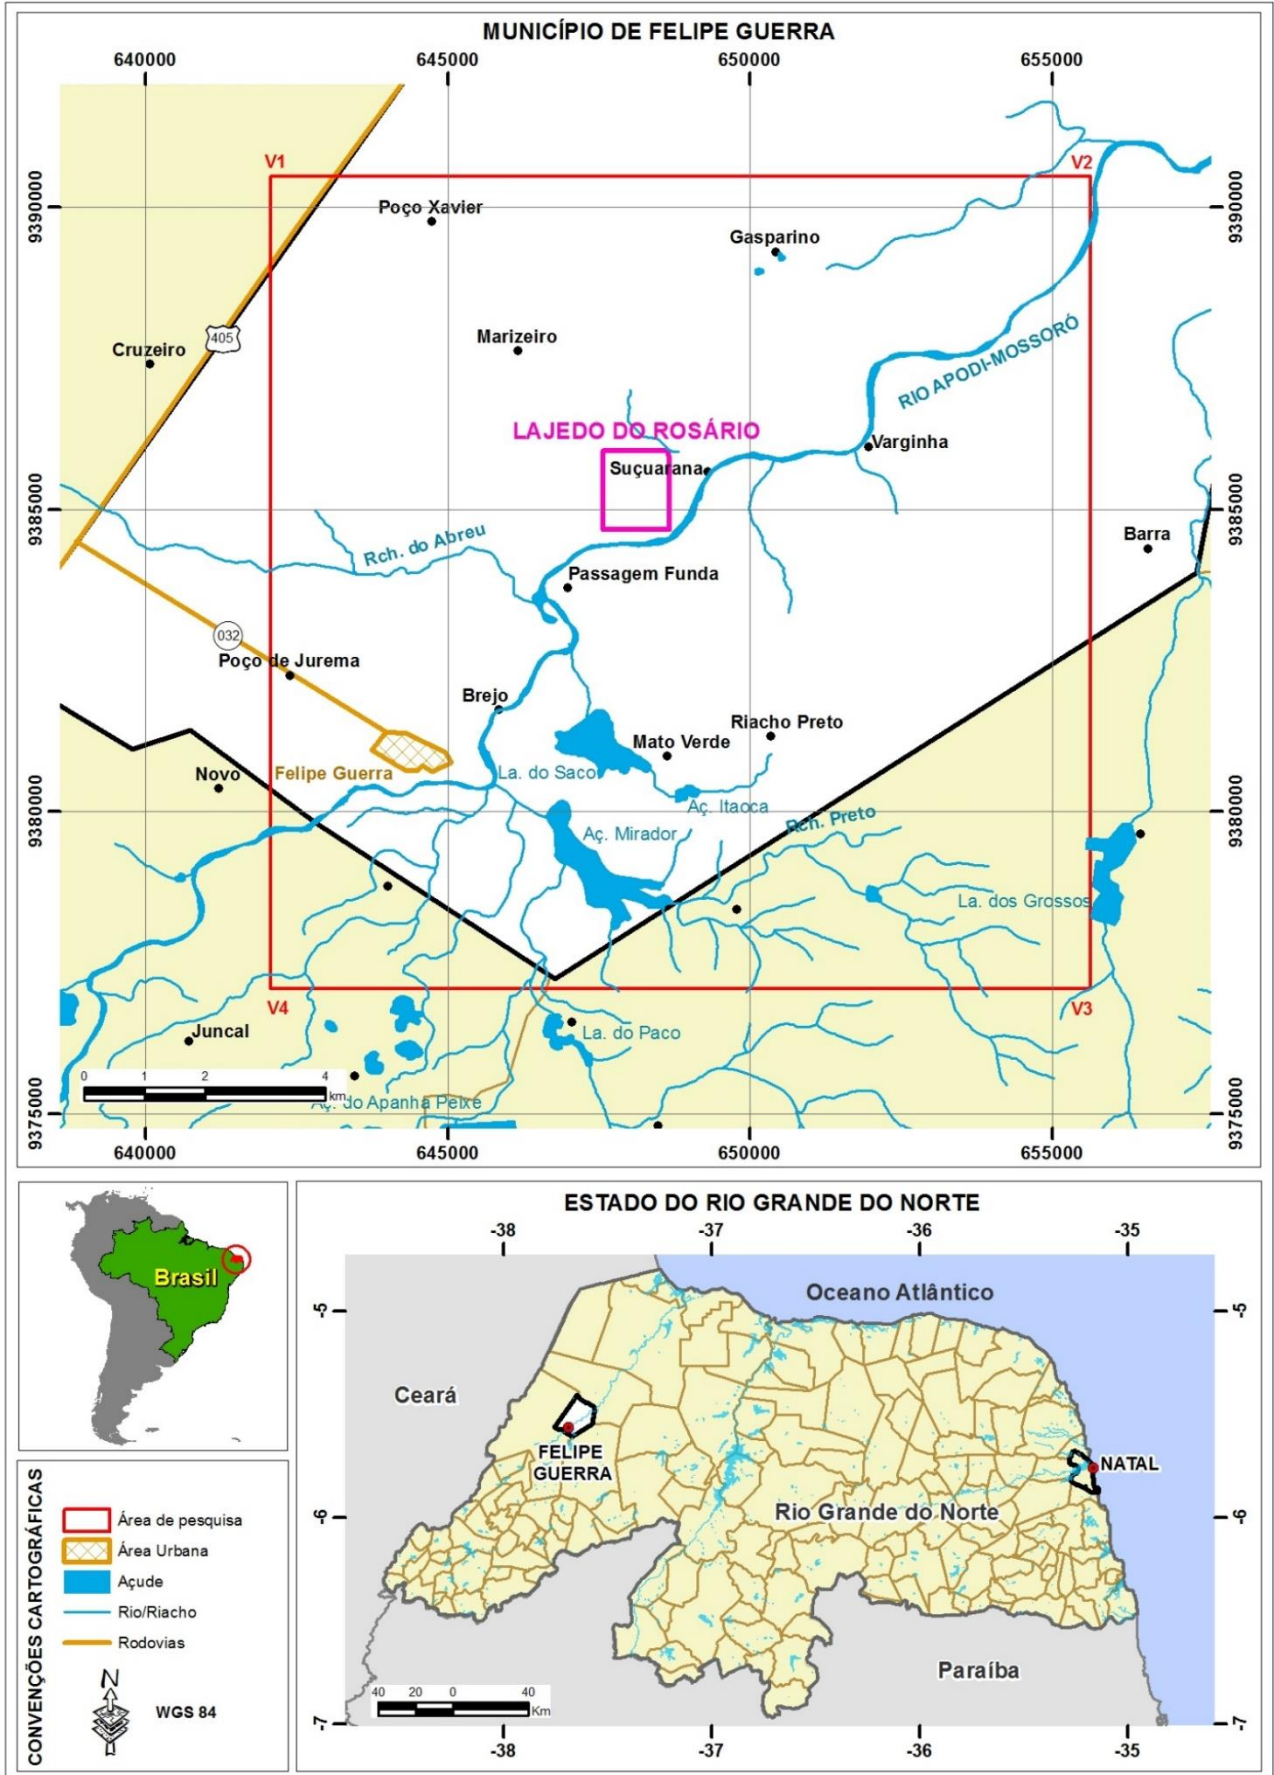 MUNICÍPIO DE FELIPE GUERRA
640000
645000
650000
655000
V1
V2
9390000
9390000
Poço Xavier
Gasparino
405
Cruzeiro
Marizeiro
RIO APODI-MOSSORÓ
LAJEDO DO ROSÁRIO
Varginha
Suçuarana
9385000
9385000
Rch. do Abreu
Barra
Passagem Funda
032
Poço de Jurema
Brejo
Riacho Preto
Mato Verde
Novo
Felipe Guerra
La. do Saco
Aç. Itaoca
9380000
9380000
Rch. Preto
Aç. Mirador
La. dos Grossos
V4
V3
Juncal
La. do Paco
0
1
2
4
km
Aç. do Apanha Peixe
9375000
9375000
640000
645000
650000
655000
Brasil
ESTADO DO RIO GRANDE DO NORTE
-38
-37
-36
-35
Oceano Atlântico
-5
-5
Ceará
FELIPE
GUERRA
NATAL
Rio Grande do Norte
-6
-6
Paraíba
40
20
0
40
Km
-7
-7
-38
-37
-36
-35
CONVENÇÕES CARTOGRÁFICAS
Área de pesquisa
Área Urbana
Açude
Rio/Riacho
Rodovias
N
WGS 84